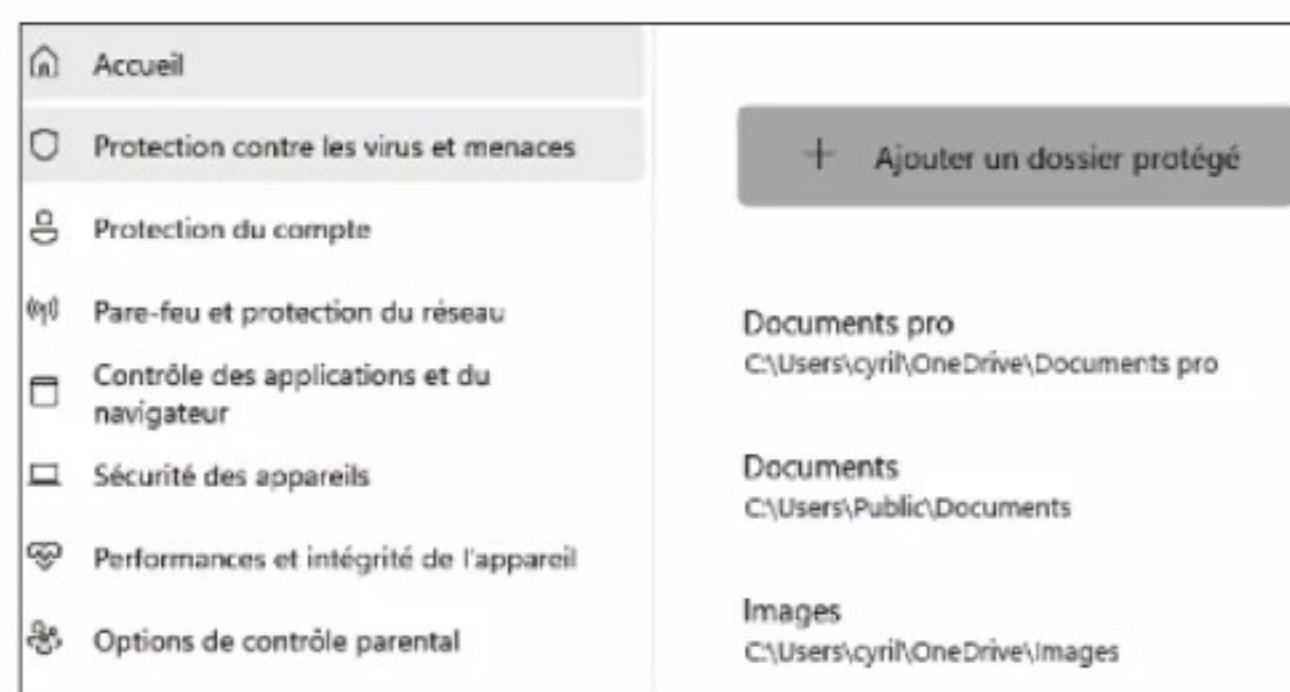 Accueil
Protection contre les virus et menaces
Protection du compte
Pare-feu et protection du réseau
Contrôle des applications et du
navigateur
Sécurité des appareils
Performances et intégrité de l'appareil
Options de contrôle parental
+ Ajouter un dossier protégé
Documents pro
C:\Users\cyril\OneDrive\Documents pro
Documents
C:\Users\Public\Documents
Images
C:\Users\cyril\OneDrive\Images